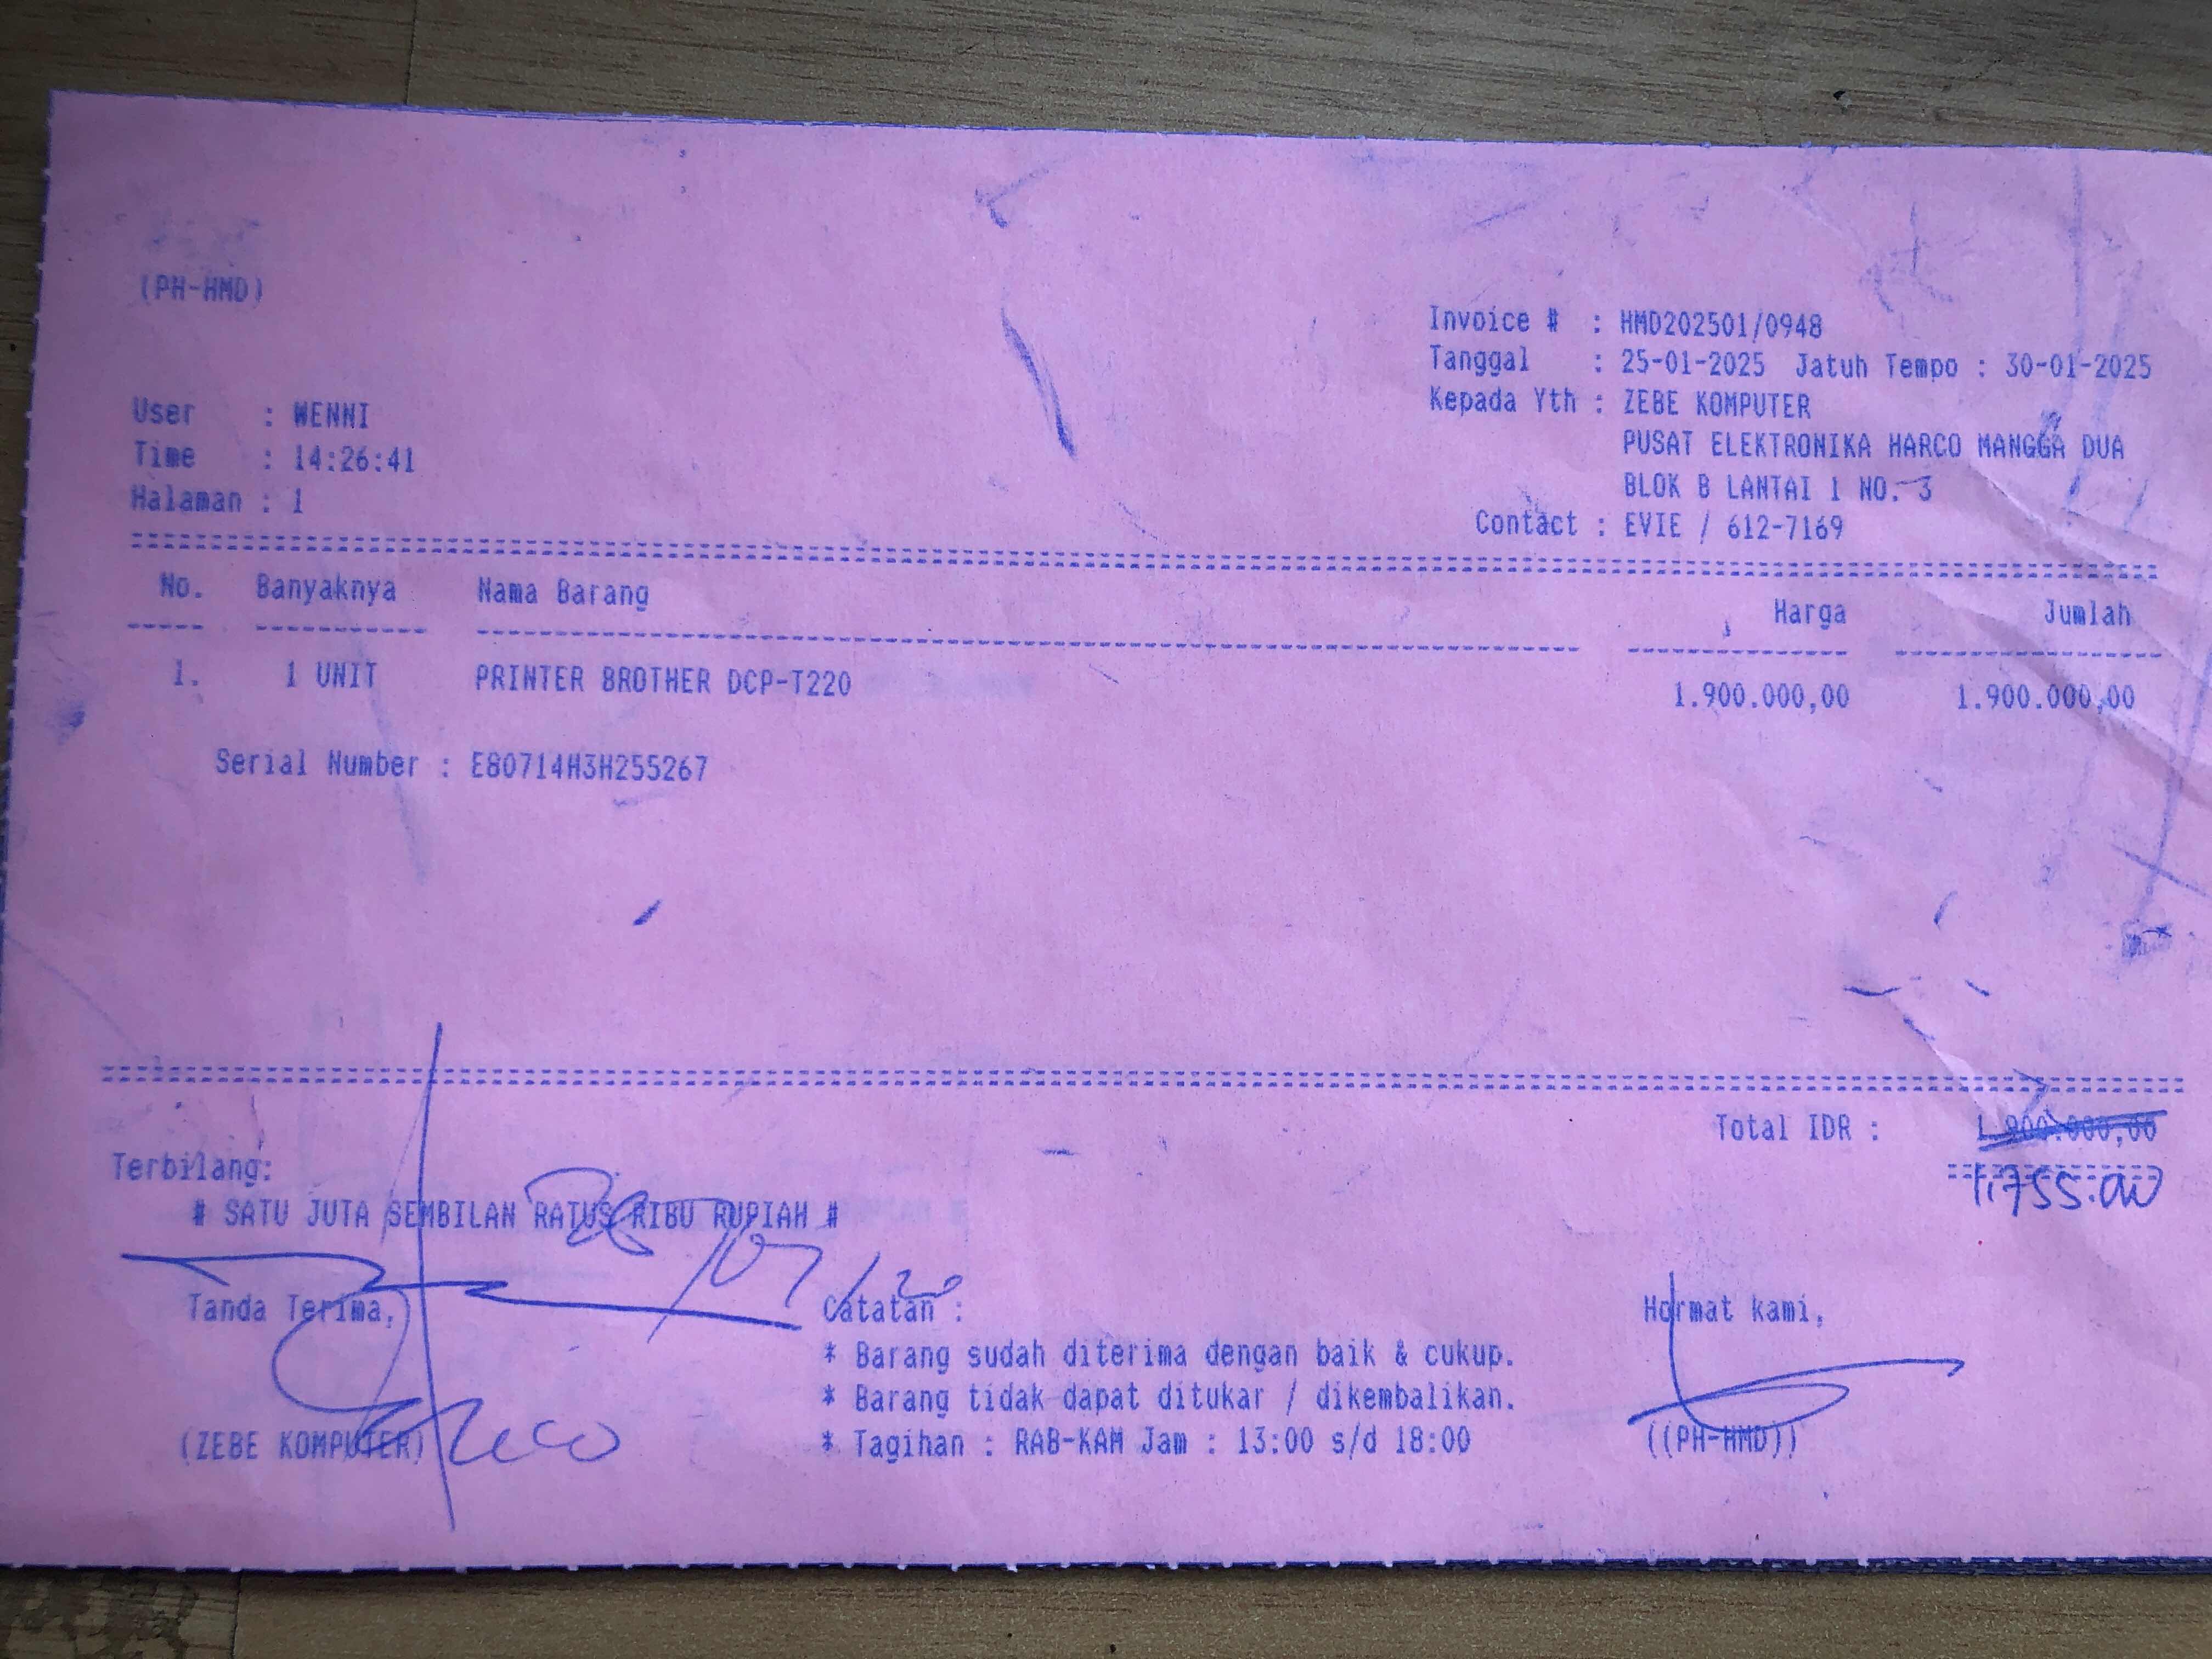 (PH-HMD)
Invoice # : HMD202501/0948
Tanggal : 25-01-2025 Jatuh Tempo : 30-01-2025
Kepada Yth : ZEBE KOMPUTER
PUSAT ELEKTRONIKA HARCO MANGGA DUA
BLOK B LANTAI 1 NO. 3
Contact : EVIE / 612-7169
User : WENNI
Time : 14:26:41
Halaman : 1
No. Banyaknya Nama Barang Harga Jumlah
1. 1 UNIT PRINTER BROTHER DCP-T220 1.900.000,00 1.900.000,00
Serial Number : E80714H3H255267
Total IDR : 1.900.000,00
1.755.00
Terbilang:
# SATU JUTA SEMBILAN RATUS RIBU RUPIAH #
Tanda Terima,
(ZEBE KOMPUTER)
Catatan :
* Barang sudah diterima dengan baik & cukup.
* Barang tidak dapat ditukar / dikembalikan.
* Tagihan : RAB-KAM Jam : 13:00 s/d 18:00
Hormat kami,
((PH-HMD))